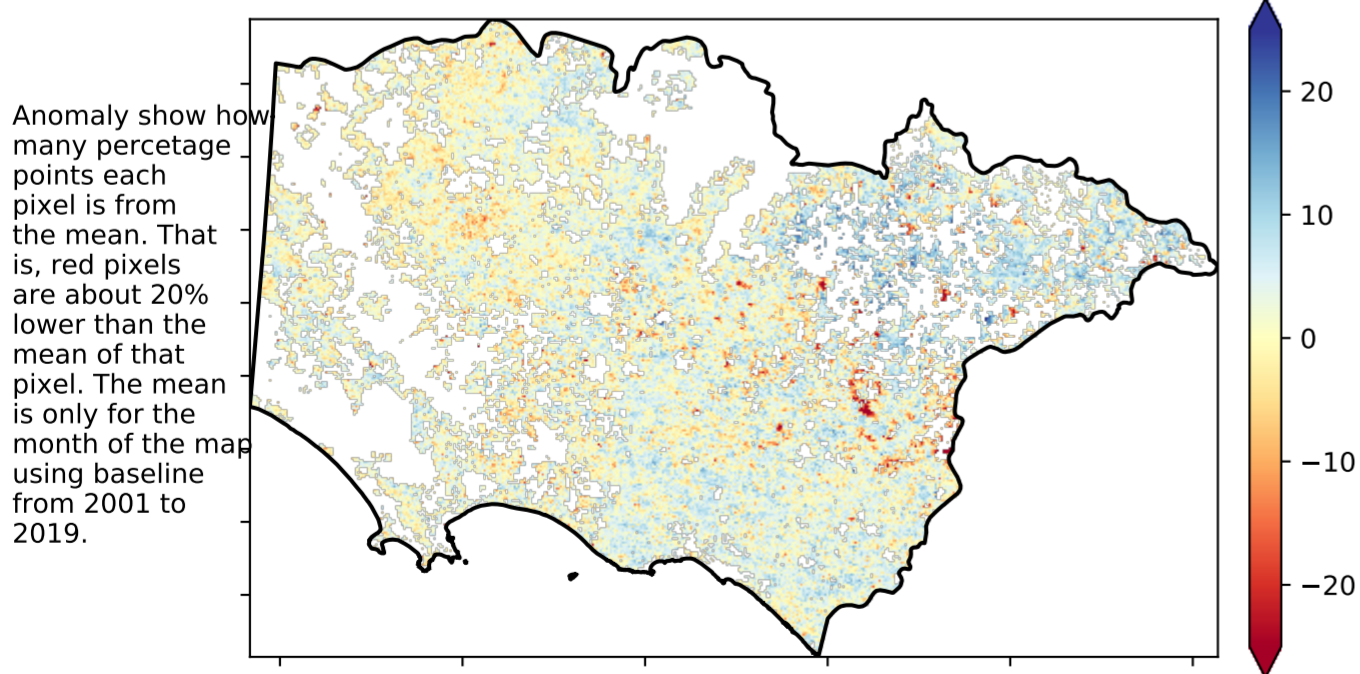 Anomaly show how
many percetage
points each
pixel is from
the mean. That
is, red pixels
are about 20%
lower than the
mean of that
pixel. The mean
is only for the
month of the map
using baseline
from 2001 to
2019.
20
10
0
−10
−20